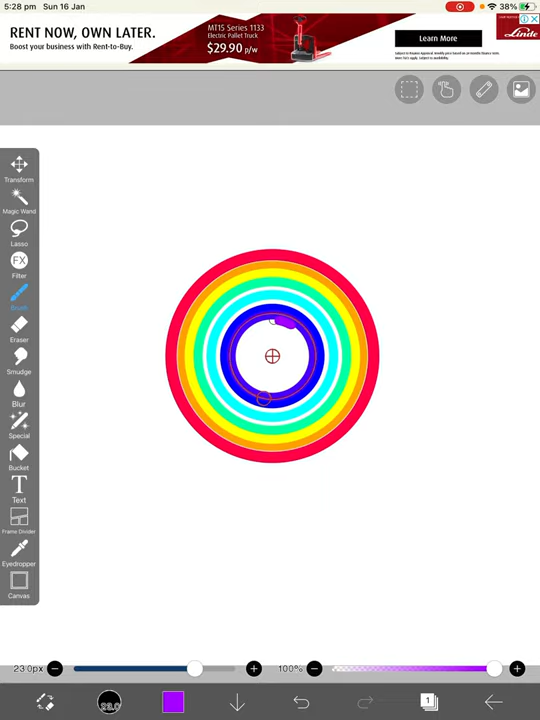 5:28 pm Sun 16 Jan
38%
RENT NOW, OWN LATER.
Boost your business with Rent-to-Buy.
MT15 Series 1133
Electric Pallet Truck
$29.90 p/w
Learn More
Linde
Transform
Magic Wand
Lasso
FX
Filter
Brush
Eraser
Smudge
Blur
Special
Bucket
T
Text
Frame Divider
Eyedropper
Canvas
23.0px
100%
23.0
1